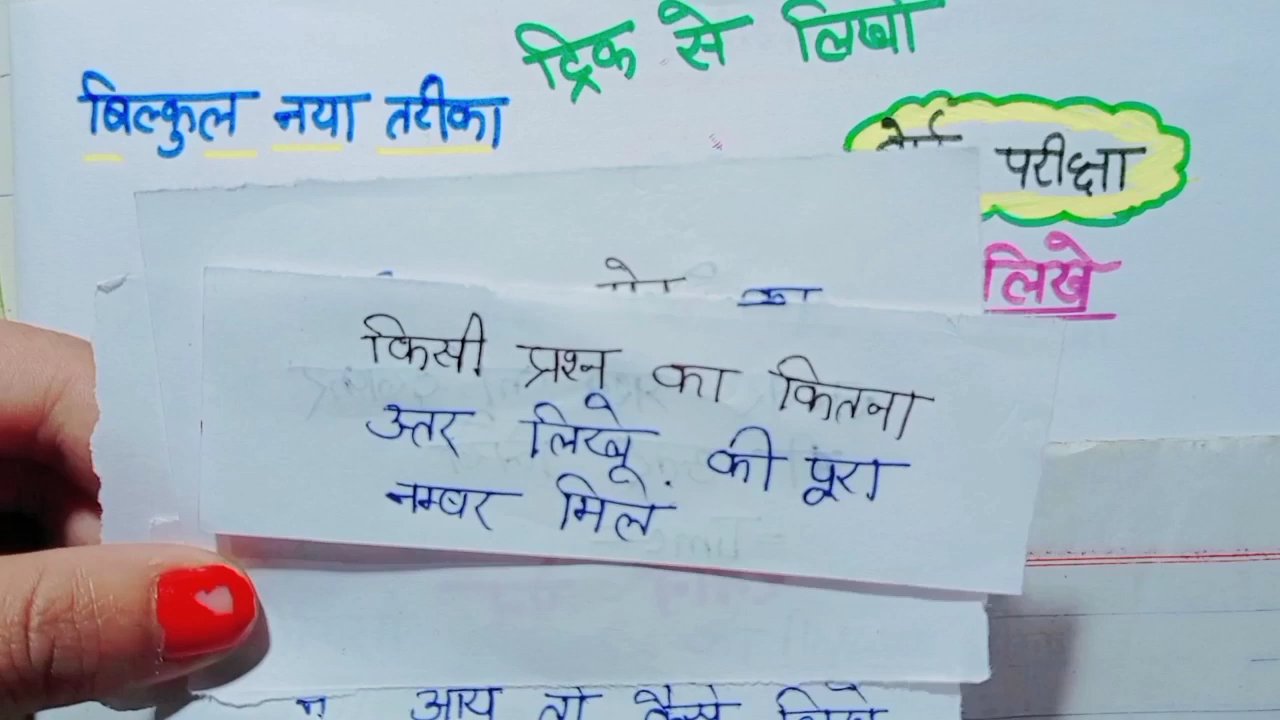 ट्रिक से लिखो
बिल्कुल नया तरीका
परीक्षा
लिखे
का
किसी प्रश्न का कितना
उत्तर लिखूं की पूरा
नम्बर मिले
न आय तो कैसे लिखे